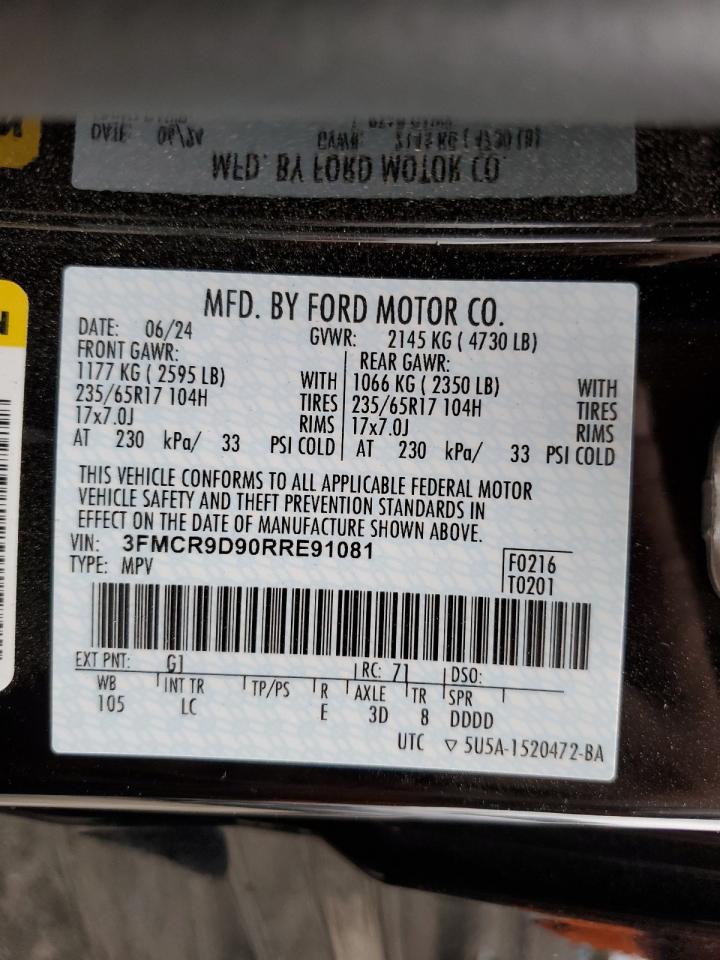 MFD. BY FORD MOTOR CO.
DATE: 06/24 GVWR: 2145 KG ( 4730 LB)
FRONT GAWR: REAR GAWR:
1177 KG ( 2595 LB) WITH 1066 KG ( 2350 LB) WITH
235/65R17 104H TIRES 235/65R17 104H TIRES
17x7.0J RIMS 17x7.0J RIMS
AT 230 kPa/ 33 PSI COLD AT 230 kPa/ 33 PSI COLD
THIS VEHICLE CONFORMS TO ALL APPLICABLE FEDERAL MOTOR
VEHICLE SAFETY AND THEFT PREVENTION STANDARDS IN
EFFECT ON THE DATE OF MANUFACTURE SHOWN ABOVE.
VIN: 3FMCR9D90RRE91081 F0216
TYPE: MPV T0201
EXT PNT: G1 RC: 71 DSO:
WB INT TR TP/PS R AXLE TR SPR
105 LC E 3D 8 DDDD
UTC ▽ 5U5A-1520472-BA